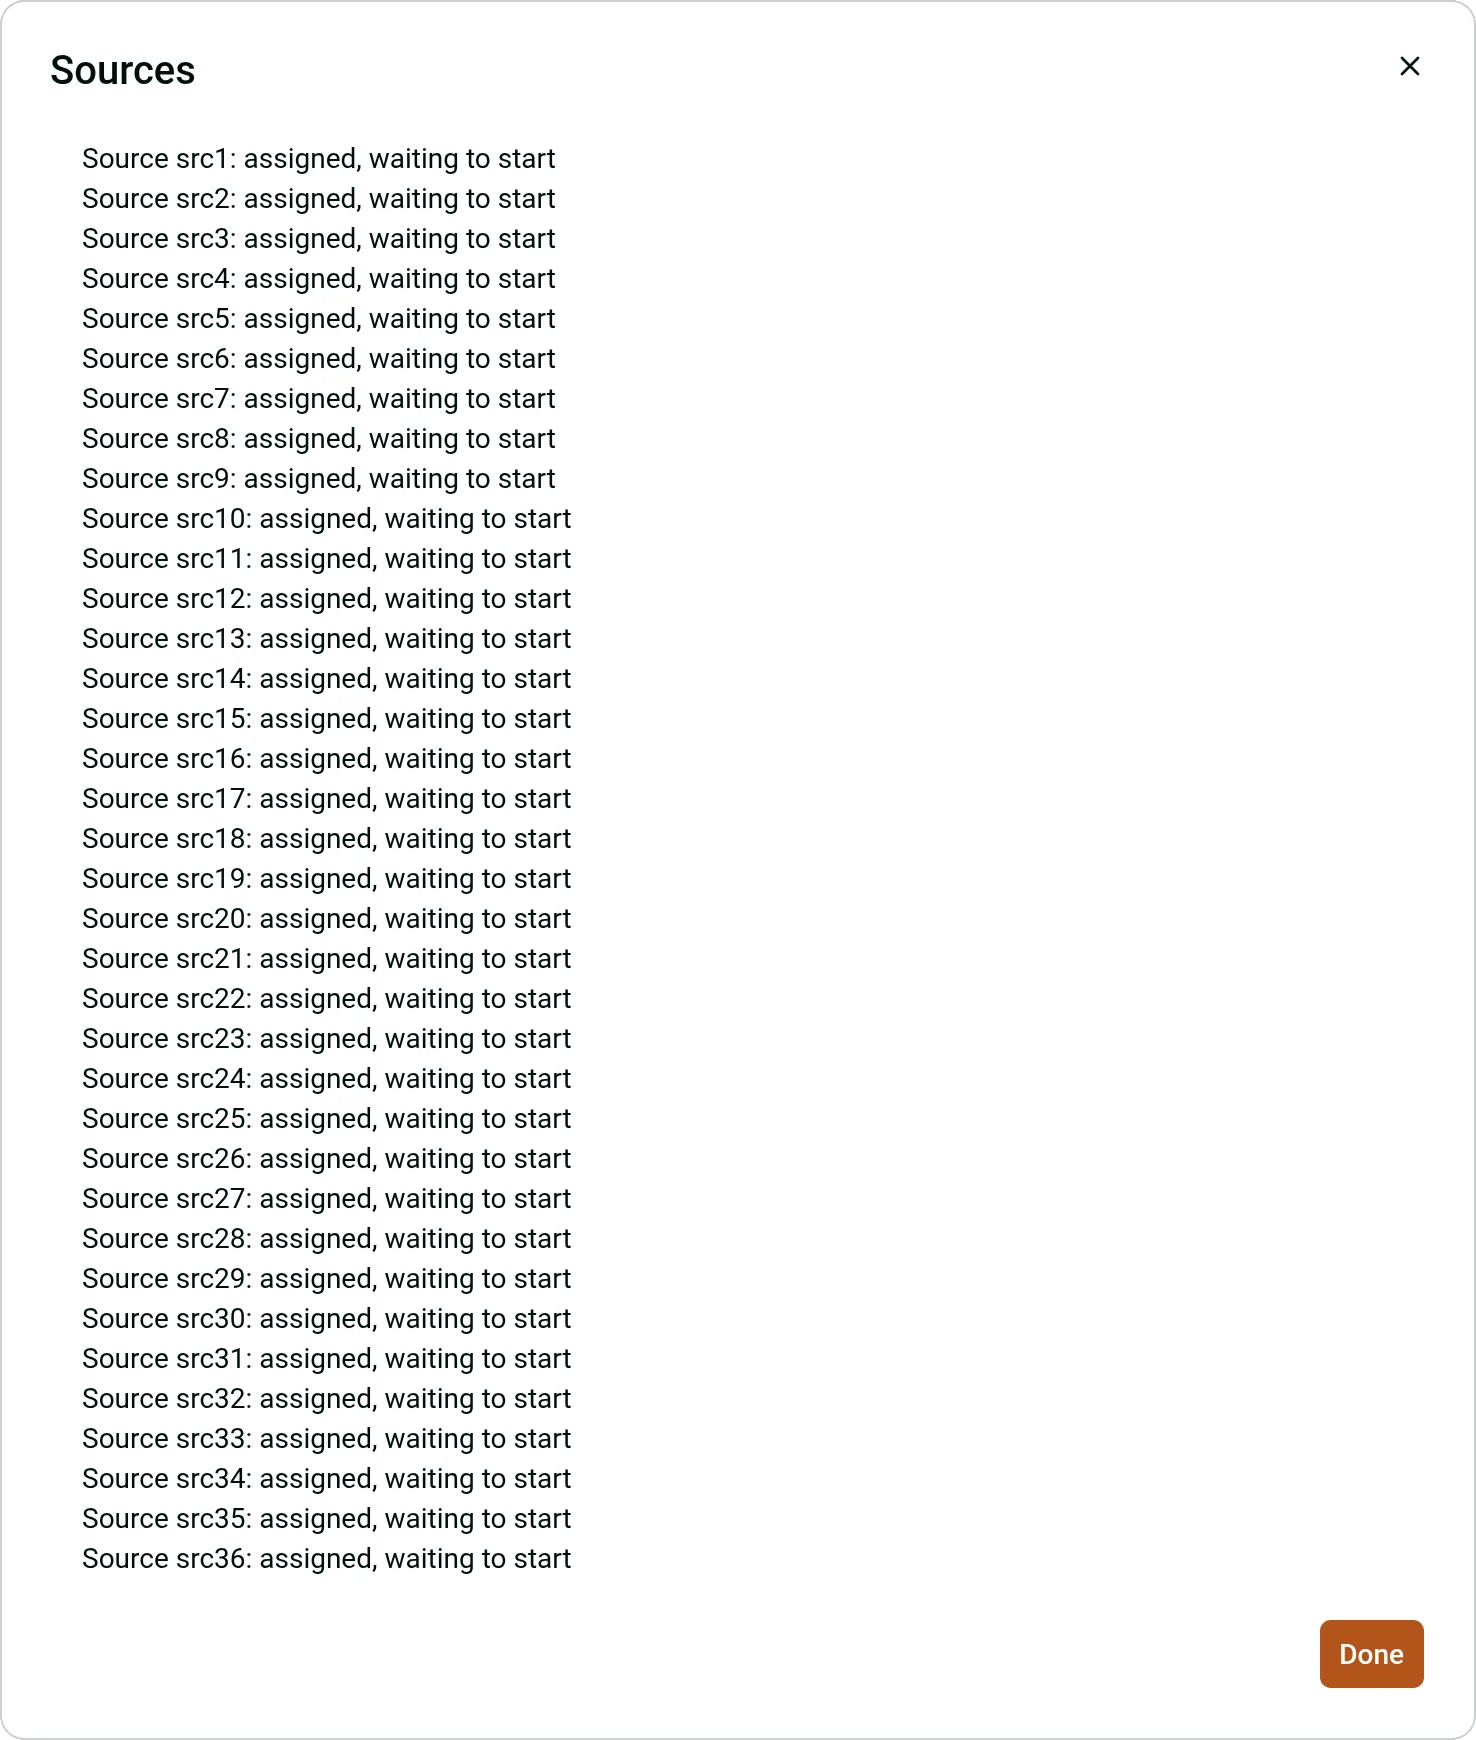 Sources
Source src1: assigned, waiting to start
Source src2: assigned, waiting to start
Source src3: assigned, waiting to start
Source src4: assigned, waiting to start
Source src5: assigned, waiting to start
Source src6: assigned, waiting to start
Source src7: assigned, waiting to start
Source src8: assigned, waiting to start
Source src9: assigned, waiting to start
Source src10: assigned, waiting to start
Source src11: assigned, waiting to start
Source src12: assigned, waiting to start
Source src13: assigned, waiting to start
Source src14: assigned, waiting to start
Source src15: assigned, waiting to start
Source src16: assigned, waiting to start
Source src17: assigned, waiting to start
Source src18: assigned, waiting to start
Source src19: assigned, waiting to start
Source src20: assigned, waiting to start
Source src21: assigned, waiting to start
Source src22: assigned, waiting to start
Source src23: assigned, waiting to start
Source src24: assigned, waiting to start
Source src25: assigned, waiting to start
Source src26: assigned, waiting to start
Source src27: assigned, waiting to start
Source src28: assigned, waiting to start
Source src29: assigned, waiting to start
Source src30: assigned, waiting to start
Source src31: assigned, waiting to start
Source src32: assigned, waiting to start
Source src33: assigned, waiting to start
Source src34: assigned, waiting to start
Source src35: assigned, waiting to start
Source src36: assigned, waiting to start
Done